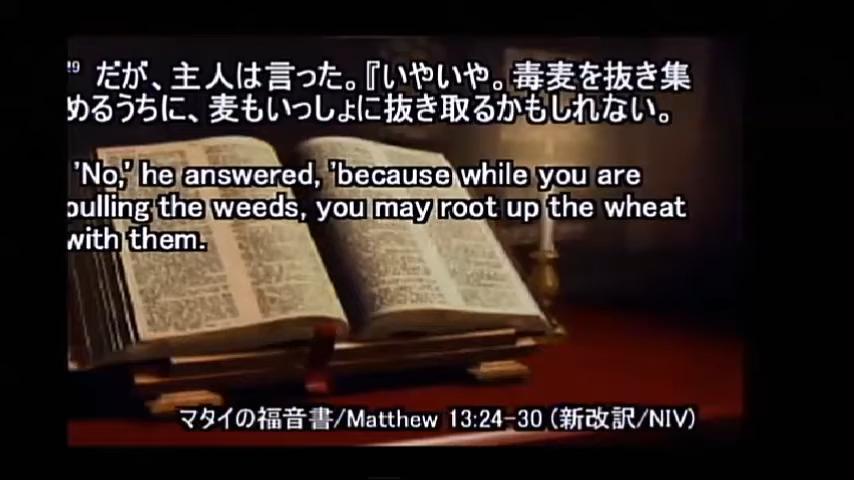 29 だが、主人は言った。『いやいや。毒麦を抜き集
めるうちに、麦もいっしょに抜き取るかもしれない。
'No,' he answered, 'because while you are
pulling the weeds, you may root up the wheat
with them.
マタイの福音書/Matthew 13:24-30 (新改訳/NIV)